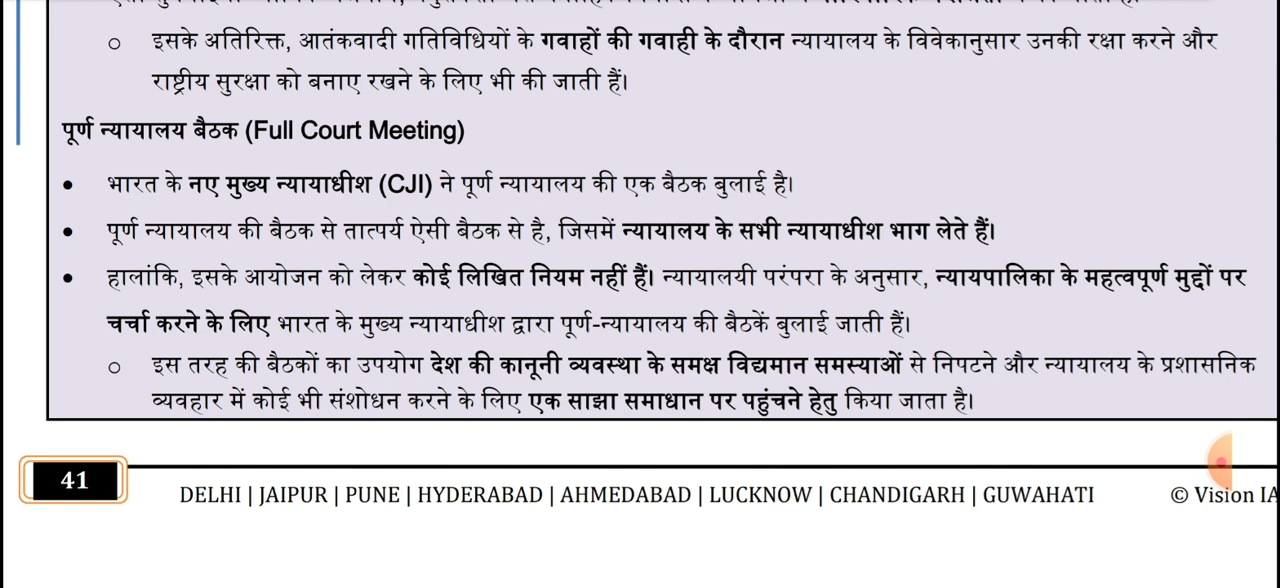 ○ इसके अतिरिक्त, आतंकवादी गतिविधियों के गवाहों की गवाही के दौरान न्यायालय के विवेकानुसार उनकी रक्षा करने और
राष्ट्रीय सुरक्षा को बनाए रखने के लिए भी की जाती हैं।
पूर्ण न्यायालय बैठक (Full Court Meeting)
• भारत के नए मुख्य न्यायाधीश (CJI) ने पूर्ण न्यायालय की एक बैठक बुलाई है।
• पूर्ण न्यायालय की बैठक से तात्पर्य ऐसी बैठक से है, जिसमें न्यायालय के सभी न्यायाधीश भाग लेते हैं।
• हालांकि, इसके आयोजन को लेकर कोई लिखित नियम नहीं हैं। न्यायालयी परंपरा के अनुसार, न्यायपालिका के महत्वपूर्ण मुद्दों पर
चर्चा करने के लिए भारत के मुख्य न्यायाधीश द्वारा पूर्ण-न्यायालय की बैठकें बुलाई जाती हैं।
○ इस तरह की बैठकों का उपयोग देश की कानूनी व्यवस्था के समक्ष विद्यमान समस्याओं से निपटने और न्यायालय के प्रशासनिक
व्यवहार में कोई भी संशोधन करने के लिए एक साझा समाधान पर पहुंचने हेतु किया जाता है।
41
DELHI | JAIPUR | PUNE | HYDERABAD | AHMEDABAD | LUCKNOW | CHANDIGARH | GUWAHATI © Vision IA